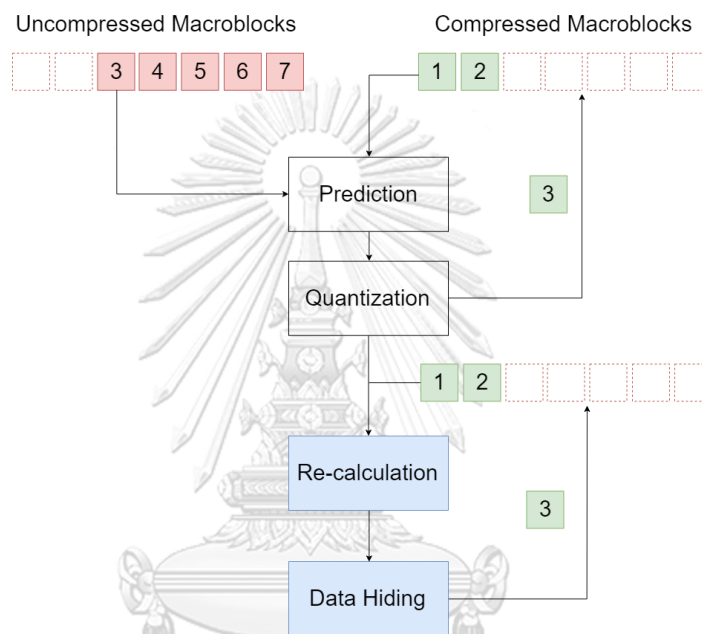 Uncompressed Macroblocks
Compressed Macroblocks
3 4 5 6 7
1 2
Prediction
3
Quantization
1 2
Re-calculation
3
Data Hiding